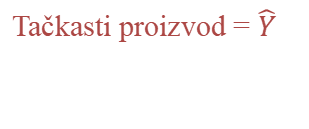 Tačkasti proizvod = Ŷ